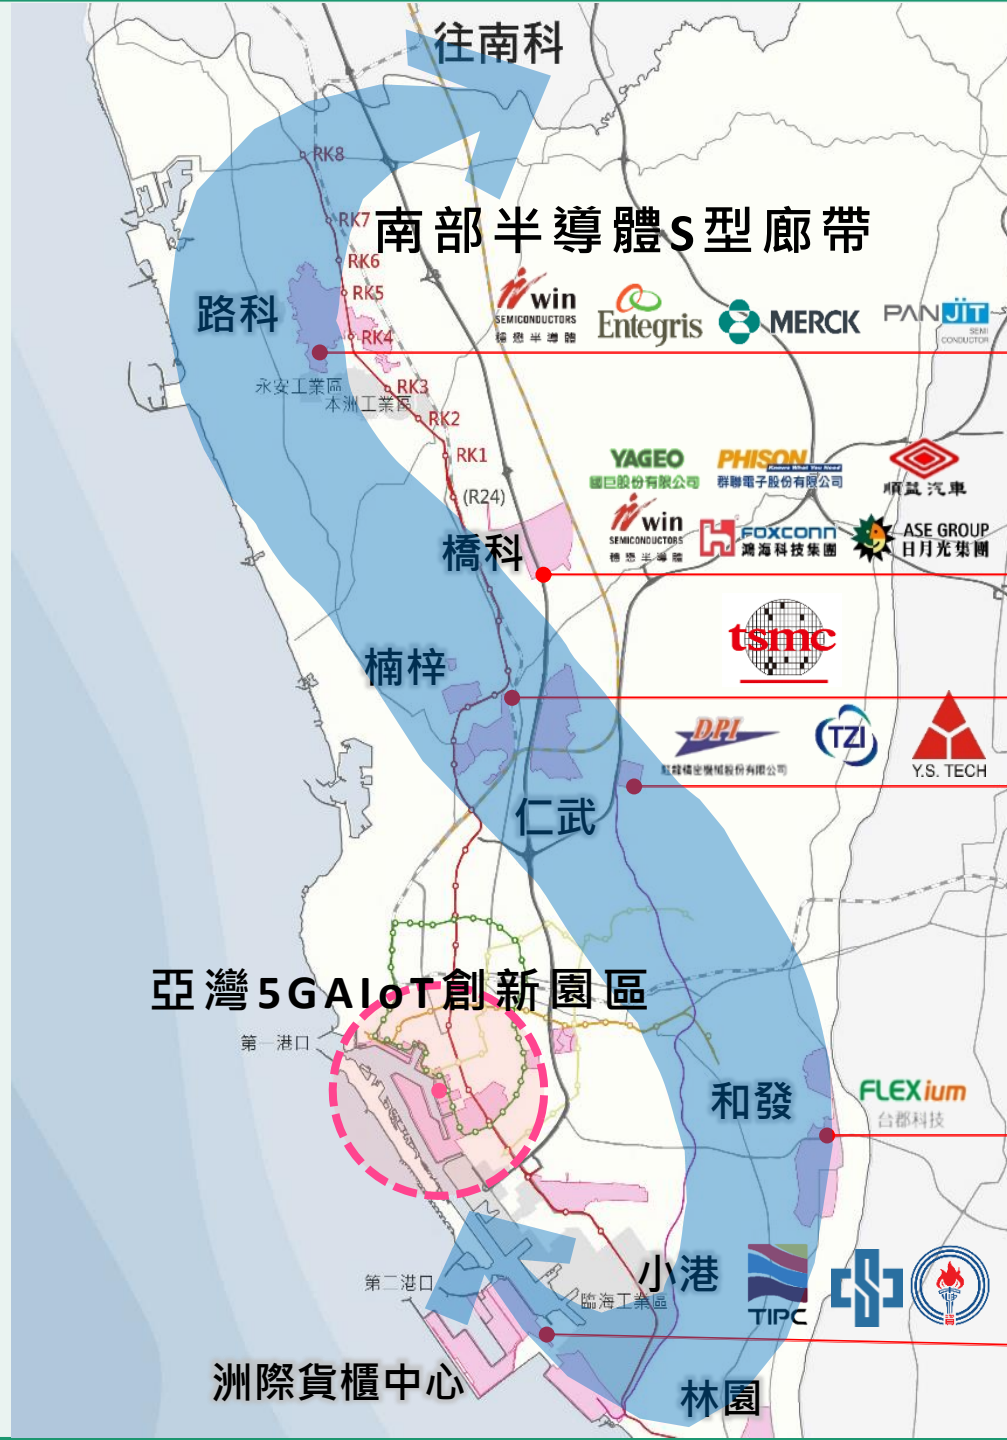 往南科
RK8
RK7
南部半導體S型廊帶
RK6
RK5
路科
win
SEMICONDUCTORS
穩懋半導體
Entegris
MERCK
PANJIT
SEMI
CONDUCTOR
RK4
永安工業區
本洲工業區
RK3
RK2
RK1
(R24)
YAGEO
國巨股份有限公司
PHISON
Knows What You Need
群聯電子股份有限公司
順益汽車
橋科
win
SEMICONDUCTORS
穩懋半導體
FOXCONN
鴻海科技集團
ASE GROUP
日月光集團
tsmc
楠梓
DPI
TZI
Y.S. TECH
仁武
亞灣5GAIoT創新園區
第一港口
和發
FLEXium
台郡科技
小港
TIPC
第二港口
臨海工業區
洲際貨櫃中心
林園